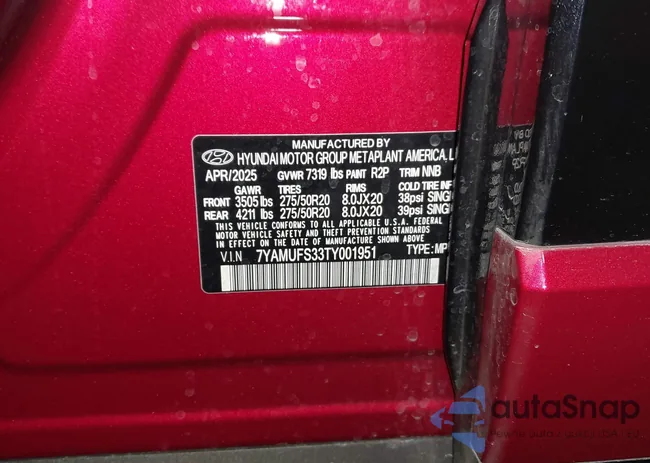 MANUFACTURED BY
HYUNDAI MOTOR GROUP METAPLANT AMERICA, L
APR/2025 GVWR 7319 lbs PAINT R2P TRIM NNB
GAWR TIRES RIMS COLD TIRE INF
FRONT 3505 lbs 275/50R20 8.0JX20 38psi SINGL
REAR 4211 lbs 275/50R20 8.0JX20 39psi SINGL
THIS VEHICLE CONFORMS TO ALL APPLICABLE U.S.A. FEDERAL
MOTOR VEHICLE SAFETY AND THEFT PREVENTION STANDARDS
IN EFFECT ON THE DATE OF MANUFACTURE SHOWN ABOVE.
V.I.N 7YAMUFS33TY001951 TYPE: MP
autoSnap